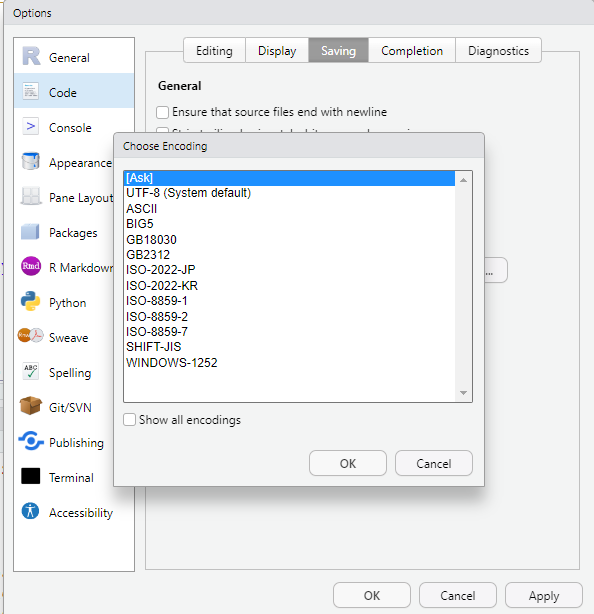 Options
General
Code
Console
Appearance
Pane Layout
Packages
R Markdown
Python
Sweave
Spelling
Git/SVN
Publishing
Terminal
Accessibility
Editing Display Saving Completion Diagnostics
General
Ensure that source files end with newline
Choose Encoding
[Ask]
UTF-8 (System default)
ASCII
BIG5
GB18030
GB2312
ISO-2022-JP
ISO-2022-KR
ISO-8859-1
ISO-8859-2
ISO-8859-7
SHIFT-JIS
WINDOWS-1252
...
Show all encodings
OK Cancel
OK Cancel Apply